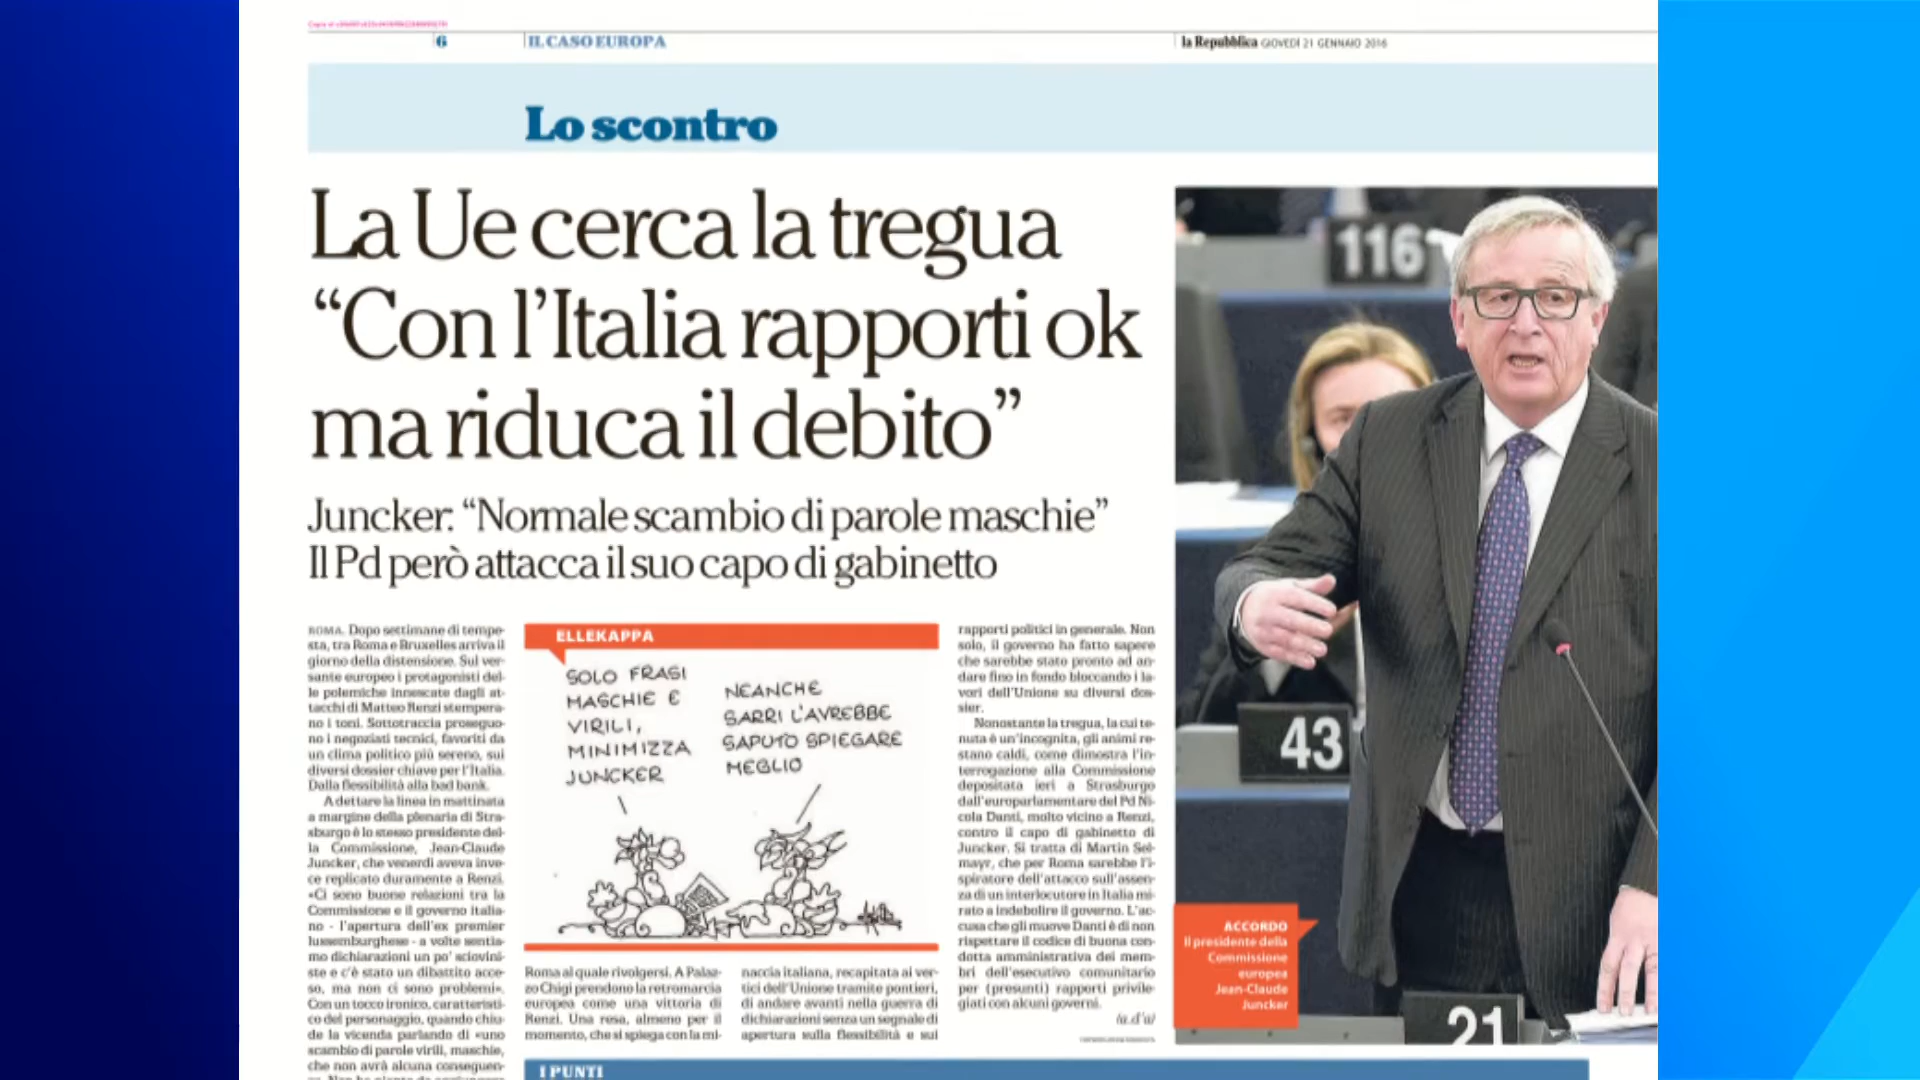 6
IL CASO EUROPA
la Repubblica GIOVEDÌ 21 GENNAIO 2016
Lo scontro
La Ue cerca la tregua
“Con l’Italia rapporti ok
ma riduca il debito”
Juncker: “Normale scambio di parole maschie”
Il Pd però attacca il suo capo di gabinetto
ROMA. Dopo settimane di tempe-
sta, tra Roma e Bruxelles arriva il
giorno della distensione. Sul ver-
sante europeo i protagonisti del-
le polemiche innescate dagli at-
tacchi di Matteo Renzi stempera-
no i toni. Sottotraccia proseguo-
no i negoziati tecnici, favoriti da
un clima politico più sereno, sui
diversi dossier chiave per l'Italia.
Dalla flessibilità alla bad bank.
A dettare la linea in mattinata
a margine della plenaria di Stra-
sburgo è lo stesso presidente del-
la Commissione, Jean-Claude
Juncker, che venerdì aveva inve-
ce replicato duramente a Renzi.
«Ci sono buone relazioni tra la
Commissione e il governo italia-
no - l'apertura dell'ex premier
lussemburghese - a volte sentia-
mo dichiarazioni un po' sciovini-
ste e c'è stato un dibattito acce-
so, ma non ci sono problemi».
Con un tocco ironico, caratteristi-
co del personaggio, quando chiu-
de la vicenda parlando di «uno
scambio di parole virili, maschie,
che non avrà alcuna conseguen-
ELLEKAPPA
SOLO FRASI
MASCHIE E
VIRILI,
MINIMIZZA
JUNCKER
NEANCHE
SARRI L'AVREBBE
SAPUTO SPIEGARE
MEGLIO
Roma al quale rivolgersi. A Palaz-
zo Chigi prendono la retromarcia
europea come una vittoria di
Renzi. Una resa, almeno per il
momento, che si spiega con la mi-
naccia italiana, recapitata ai ver-
tici dell'Unione tramite pontieri,
di andare avanti nella guerra di
dichiarazioni senza un segnale di
apertura sulla flessibilità e sui
rapporti politici in generale. Non
solo, il governo ha fatto sapere
che sarebbe stato pronto ad an-
dare fino in fondo bloccando i la-
vori dell'Unione su diversi dos-
sier.
Nonostante la tregua, la cui te-
nuta è un'incognita, gli animi re-
stano caldi, come dimostra l'in-
terrogazione alla Commissione
depositata ieri a Strasburgo
dall'europarlamentare del Pd Ni-
cola Danti, molto vicino a Renzi,
contro il capo di gabinetto di
Juncker. Si tratta di Martin Sel-
mayr, che per Roma sarebbe l'i-
spiratore dell'attacco sull'assen-
za di un interlocutore in Italia mi-
rato a indebolire il governo. L'ac-
cusa che gli muove Danti è di non
rispettare il codice di buona con-
dotta amministrativa dei mem-
bri dell'esecutivo comunitario
per (presunti) rapporti privile-
giati con alcuni governi.
(a.d'a)
116
43
21
ACCORDO
Il presidente della
Commissione
europea
Jean-Claude
Juncker
I PUNTI